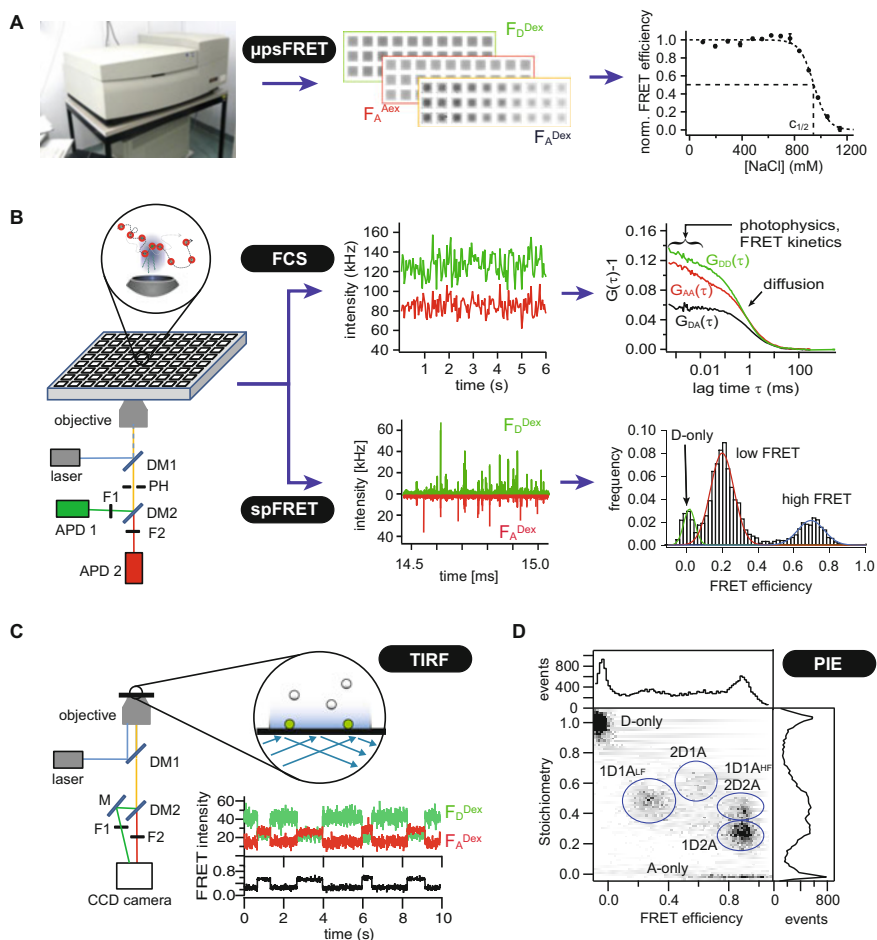 A
µpsFRET
F_D^Dex
F_A^Aex
F_A^Dex
norm. FRET efficiency
1.0
0.8
0.6
0.4
0.2
0.0
c1/2
0 400 800 1200
[NaCl] (mM)
B
FCS
intensity (kHz)
160
140
120
100
80
60
40
1 2 3 4 5 6
time (s)
G(τ)-1
0.16
0.12
0.08
0.04
0.00
photophysics,
FRET kinetics
G_DD(τ)
G_AA(τ)
diffusion
G_DA(τ)
0.01 1 100
lag time τ (ms)
objective
laser
DM1
PH
F1
APD 1
DM2
F2
APD 2
spFRET
intensity [kHz]
80
60
40
20
0
20
40
F_D^Dex
F_A^Dex
14.5 15.0
time [ms]
frequency
0.10
0.08
0.06
0.04
0.02
0.00
D-only
low FRET
high FRET
0.0 0.2 0.4 0.6 0.8 1.0
FRET efficiency
C
TIRF
objective
laser
DM1
M
DM2
F1
F2
CCD camera
FRET intensity
60
40
20
F_D^Dex
F_A^Dex
0.8
0.4
0.0
0 2 4 6 8 10
time (s)
D
PIE
events
800
400
0
Stoichiometry
1.0
0.8
0.6
0.4
0.2
0.0
D-only
2D1A
1D1A_LF
1D1A_HF
2D2A
1D2A
A-only
0.0 0.4 0.8
FRET efficiency
0 800
events